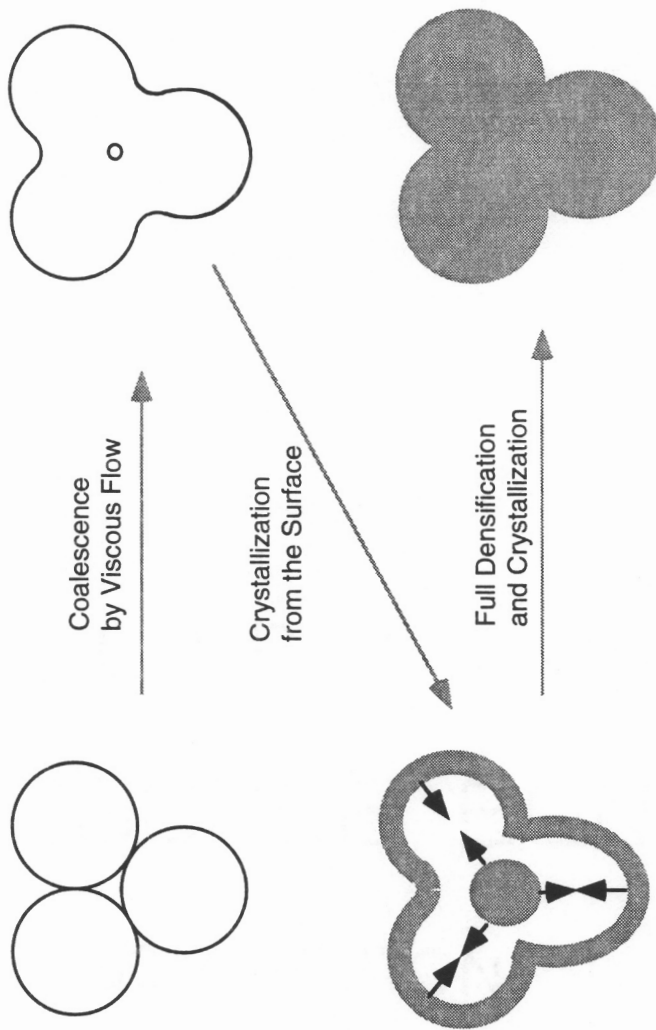 Coalescence
by Viscous Flow
Crystallization
from the Surface
Full Densification
and Crystallization